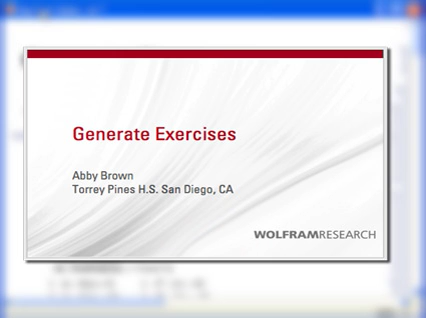 Generate Exercises
Abby Brown
Torrey Pines H.S. San Diego, CA
WOLFRAMRESEARCH